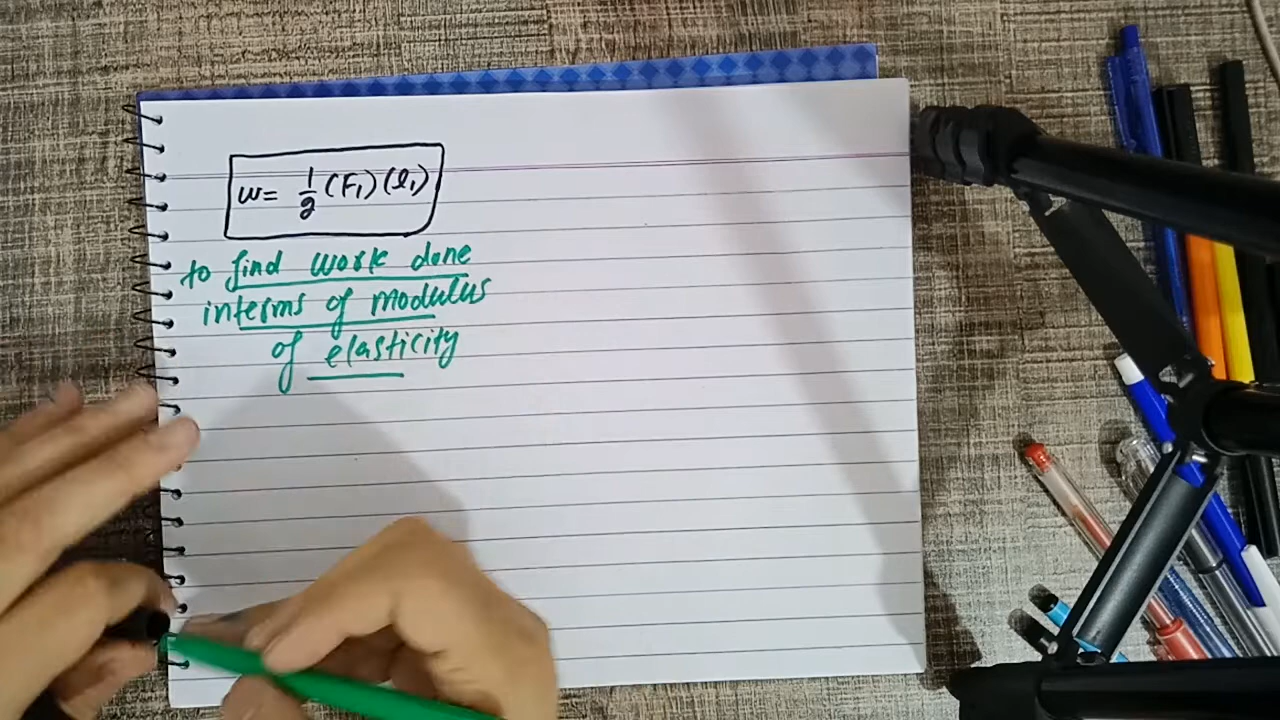 w= 1/2 (F₁)(l₁)
to find work done
interms of modulus
of elasticity